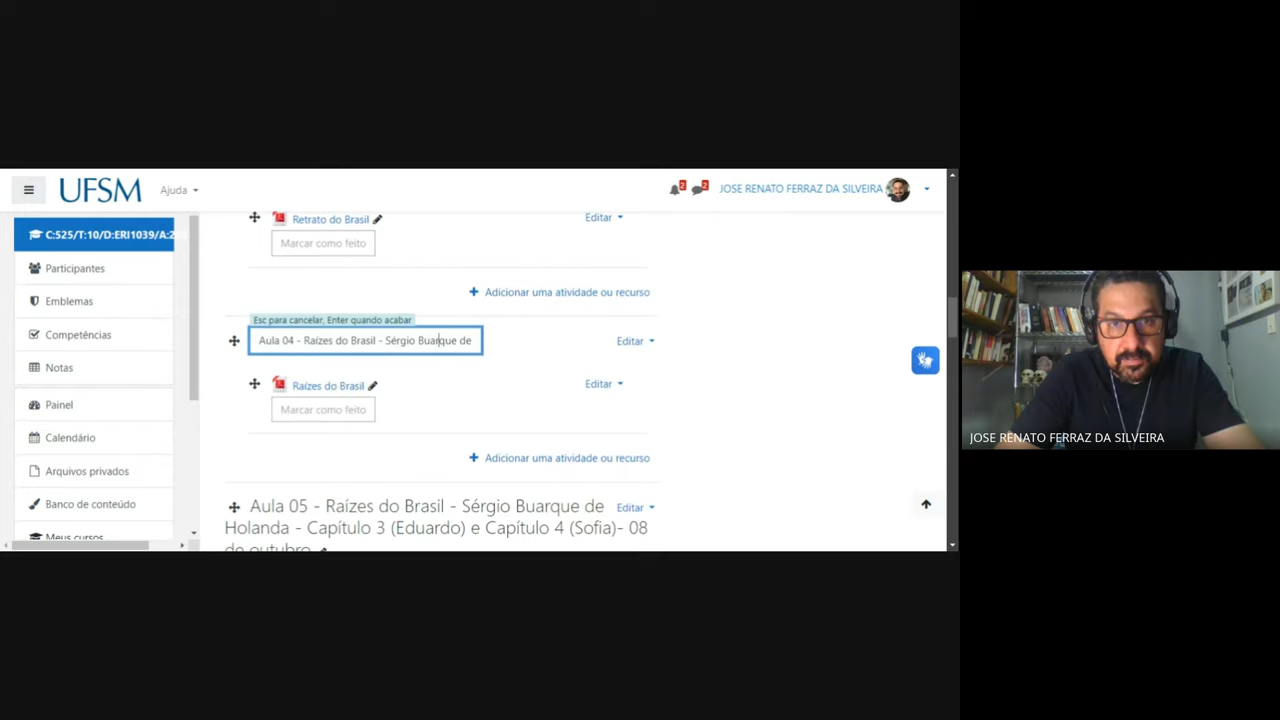 UFSM
Ajuda
2
2
JOSE RENATO FERRAZ DA SILVEIRA
C:525/T:10/D:ERI1039/A:2
Participantes
Emblemas
Competências
Notas
Painel
Calendário
Arquivos privados
Banco de conteúdo
Meus cursos
Retrato do Brasil
Editar
Marcar como feito
Adicionar uma atividade ou recurso
Esc para cancelar, Enter quando acabar
Aula 04 - Raízes do Brasil - Sérgio Buarque de
Editar
Raízes do Brasil
Editar
Marcar como feito
Adicionar uma atividade ou recurso
Aula 05 - Raízes do Brasil - Sérgio Buarque de
Editar
Holanda - Capítulo 3 (Eduardo) e Capítulo 4 (Sofia)- 08
de outubro
JOSE RENATO FERRAZ DA SILVEIRA